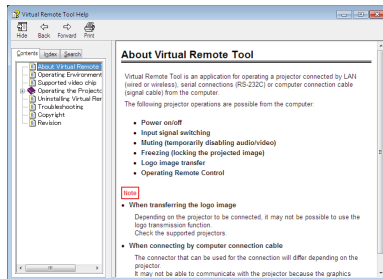 Virtual Remote Tool Help
Hide Back Forward Print
Contents Index Search
About Virtual Remote
Operating Environment
Supported video chip
Operating the Projecto
Uninstalling Virtual Rer
Troubleshooting
Copyright
Revision
About Virtual Remote Tool
Virtual Remote Tool is an application for operating a projector connected by LAN
(wired or wireless), serial connections (RS-232C) or computer connection cable
(signal cable) from the computer.
The following projector operations are possible from the computer.
• Power on/off
• Input signal switching
• Muting (temporarily disabling audio/video)
• Freezing (locking the projected image)
• Logo image transfer
• Operating Remote Control
Note
• When transferring the logo image
Depending on the projector to be connected, it may not be possible to use the
logo transmission function.
Check the supported projectors.
• When connecting by computer connection cable
The connector that can be used for the connection will differ depending on the
projector.
It may not be able to communicate with the projector because the graphics